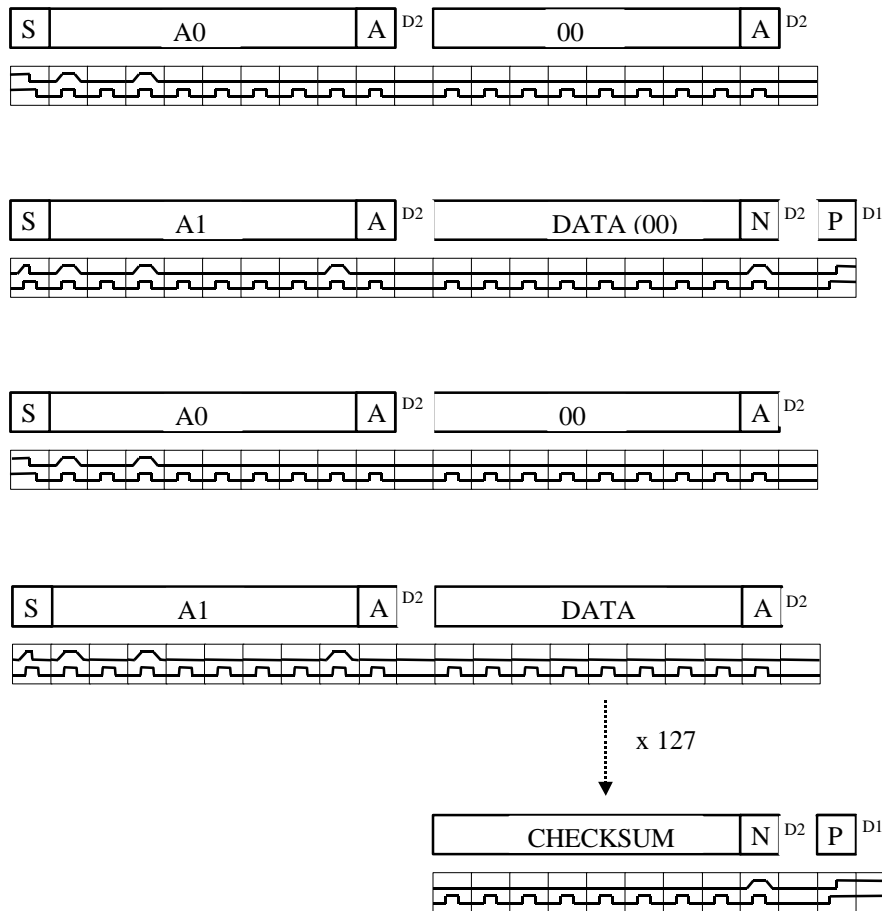 S A0 A D2 00 A D2
S A1 A D2 DATA (00) N D2 P D1
S A0 A D2 00 A D2
S A1 A D2 DATA A D2
x 127
CHECKSUM N D2 P D1